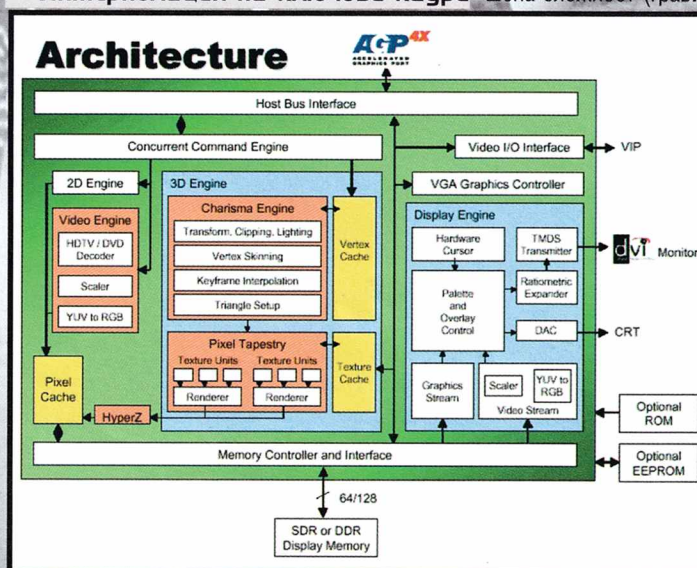 Architecture
AGP 4X
ACCELERATED
GRAPHICS PORT
Host Bus Interface
Concurrent Command Engine
Video I/O Interface
VIP
2D Engine
3D Engine
VGA Graphics Controller
Video Engine
HDTV / DVD
Decoder
Scaler
YUV to RGB
Charisma Engine
Transform, Clipping, Lighting
Vertex Skinning
Keyframe Interpolation
Triangle Setup
Vertex
Cache
Display Engine
Hardware
Cursor
TMDS
Transmitter
dvi Monitor
Palette
and
Overlay
Control
Ratiometric
Expander
DAC
CRT
Pixel Tapestry
Texture Units Texture Units
Renderer Renderer
Texture
Cache
Pixel
Cache
HyperZ
Graphics
Stream
Scaler
YUV to
RGB
Video Stream
Optional
ROM
Memory Controller and Interface
Optional
EEPROM
64/128
SDR or DDR
Display Memory